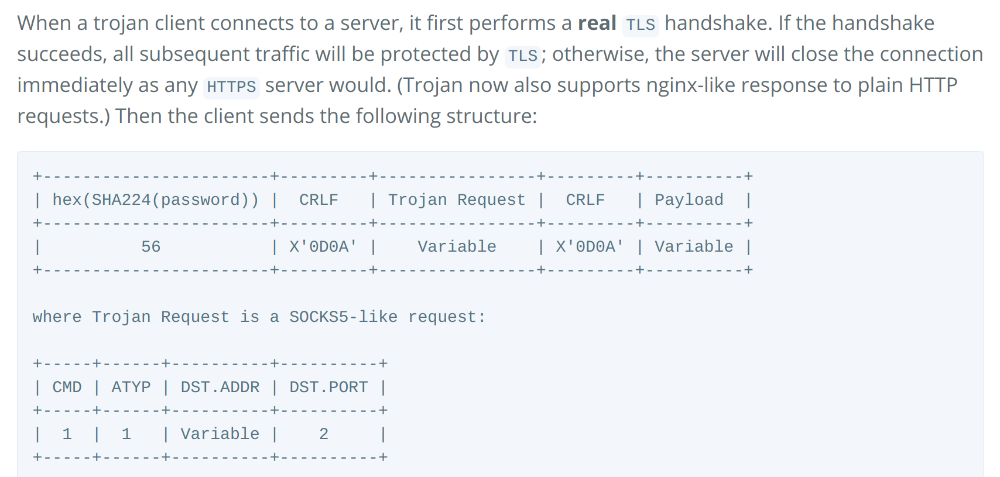 When a trojan client connects to a server, it first performs a real TLS handshake. If the handshake
succeeds, all subsequent traffic will be protected by TLS; otherwise, the server will close the connection
immediately as any HTTPS server would. (Trojan now also supports nginx-like response to plain HTTP
requests.) Then the client sends the following structure:
+-----------------------+---------+----------------+---------+----------+
| hex(SHA224(password)) |  CRLF   | Trojan Request |  CRLF   | Payload  |
+-----------------------+---------+----------------+---------+----------+
|          56           | X'0D0A' |    Variable    | X'0D0A' | Variable |
+-----------------------+---------+----------------+---------+----------+
where Trojan Request is a SOCKS5-like request:
+-----+------+----------+----------+
| CMD | ATYP | DST.ADDR | DST.PORT |
+-----+------+----------+----------+
|  1  |  1   | Variable |    2     |
+-----+------+----------+----------+